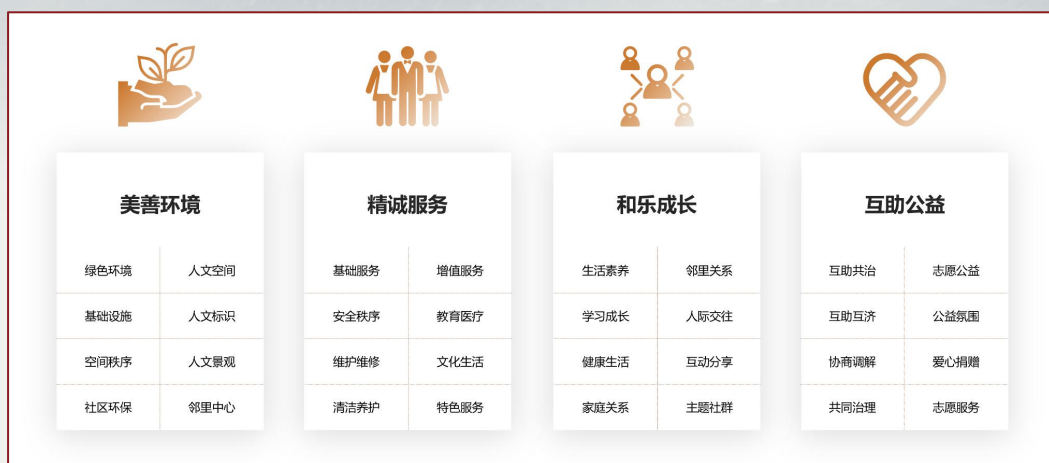 美善环境
绿色环境 人文空间
基础设施 人文标识
空间秩序 人文景观
社区环保 邻里中心
精诚服务
基础服务 增值服务
安全秩序 教育医疗
维护维修 文化生活
清洁养护 特色服务
和乐成长
生活素养 邻里关系
学习成长 人际交往
健康生活 互动分享
家庭关系 主题社群
互助公益
互助共治 志愿公益
互助互济 公益氛围
协商调解 爱心捐赠
共同治理 志愿服务